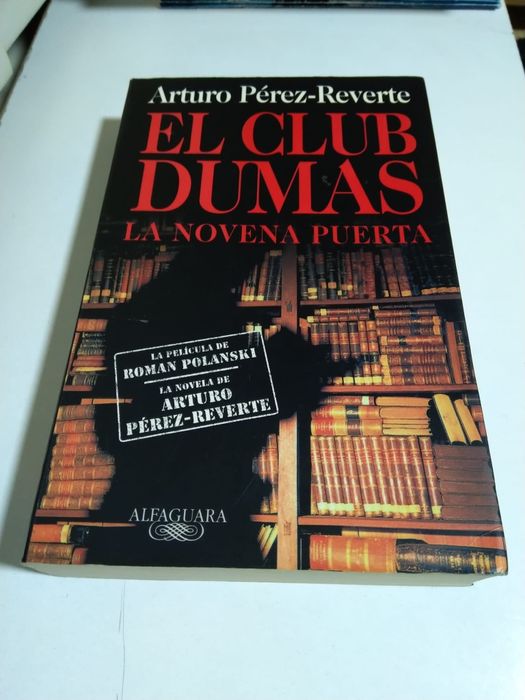 Arturo Pérez-Reverte
EL CLUB
DUMAS
LA NOVENA PUERTA
LA PELÍCULA DE
ROMAN POLANSKI
LA NOVELA DE
ARTURO
PÉREZ-REVERTE
ALFAGUARA